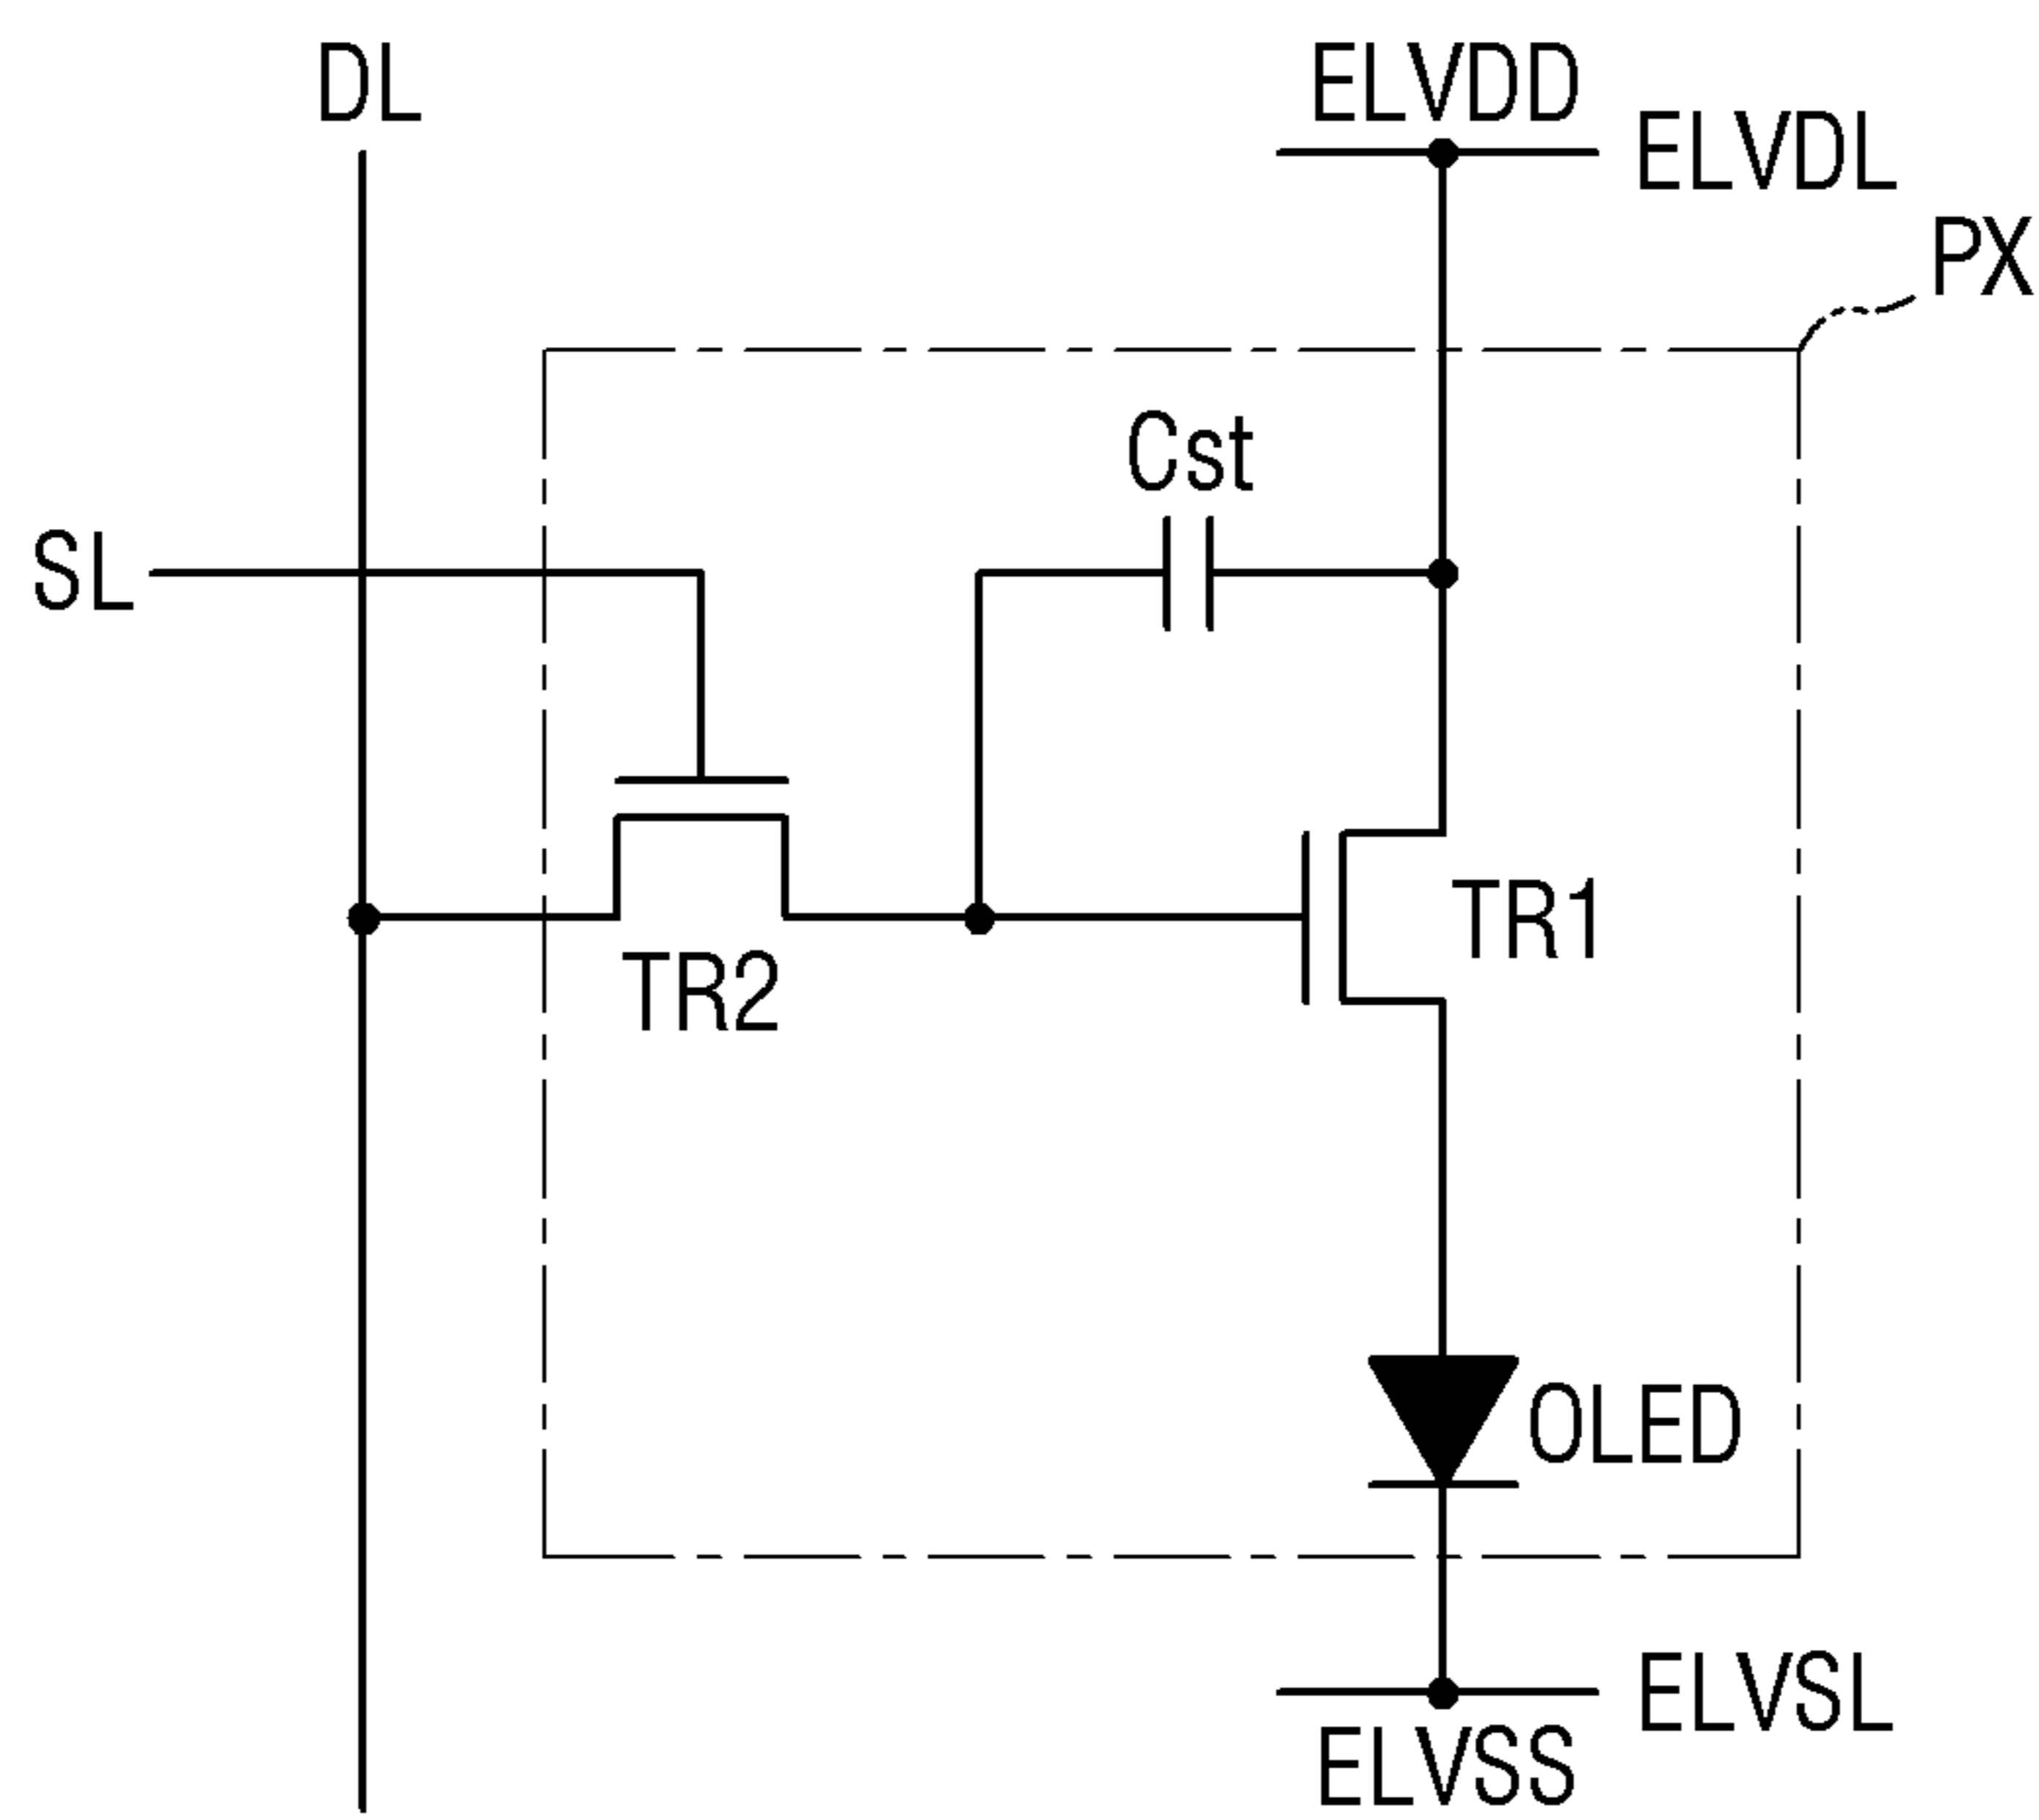 DL
ELVDD
ELVDL
PX
Cst
SL
TR1
TR2
OLED
ELVSL
ELVSS